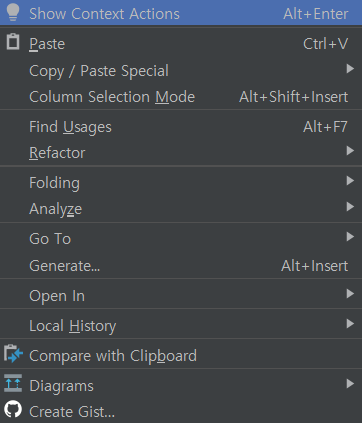 Show Context Actions Alt+Enter
Paste Ctrl+V
Copy / Paste Special
Column Selection Mode Alt+Shift+Insert
Find Usages Alt+F7
Refactor
Folding
Analyze
Go To
Generate... Alt+Insert
Open In
Local History
Compare with Clipboard
Diagrams
Create Gist...